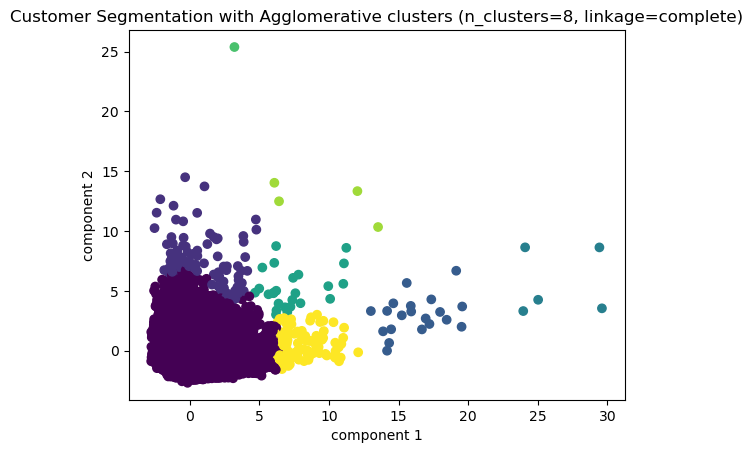 Customer Segmentation with Agglomerative clusters (n_clusters=8, linkage=complete)
25
20
15
10
5
0
component 2
0 5 10 15 20 25 30
component 1